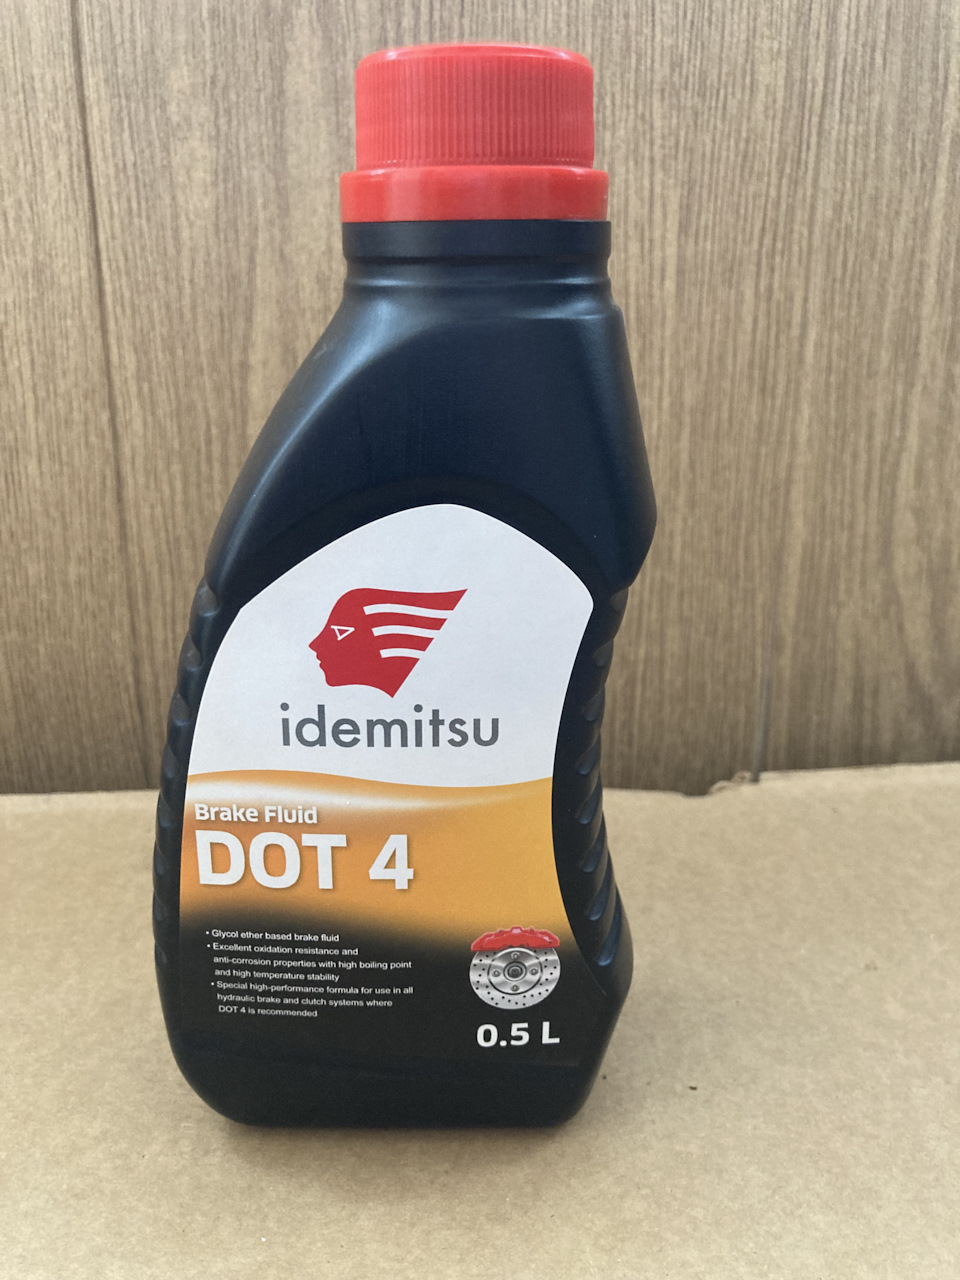 idemitsu
Brake Fluid
DOT 4
• Glycol ether based brake fluid
• Excellent oxidation resistance and
anti-corrosion properties with high boiling point
and high temperature stability
• Special high-performance formula for use in all
hydraulic brake and clutch systems where
DOT 4 is recommended
0.5 L